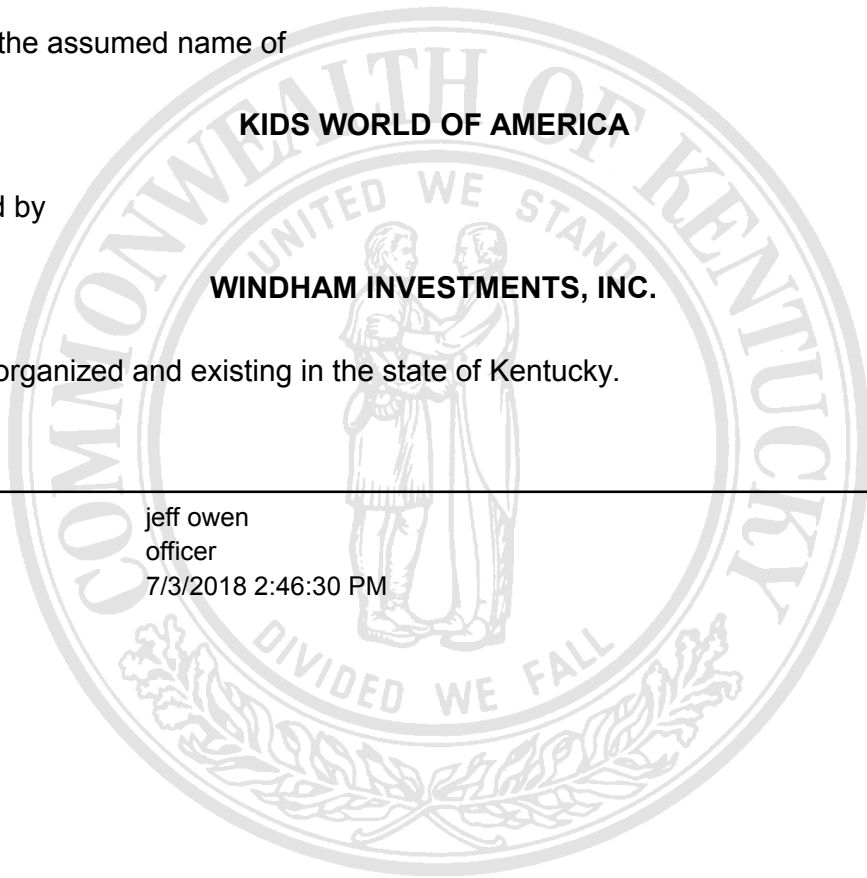 the assumed name of
KIDS WORLD OF AMERICA
d by
WINDHAM INVESTMENTS, INC.
organized and existing in the state of Kentucky.
jeff owen
officer
7/3/2018 2:46:30 PM
COMMONWEALTH OF KENTUCKY
UNITED WE STAND
DIVIDED WE FALL